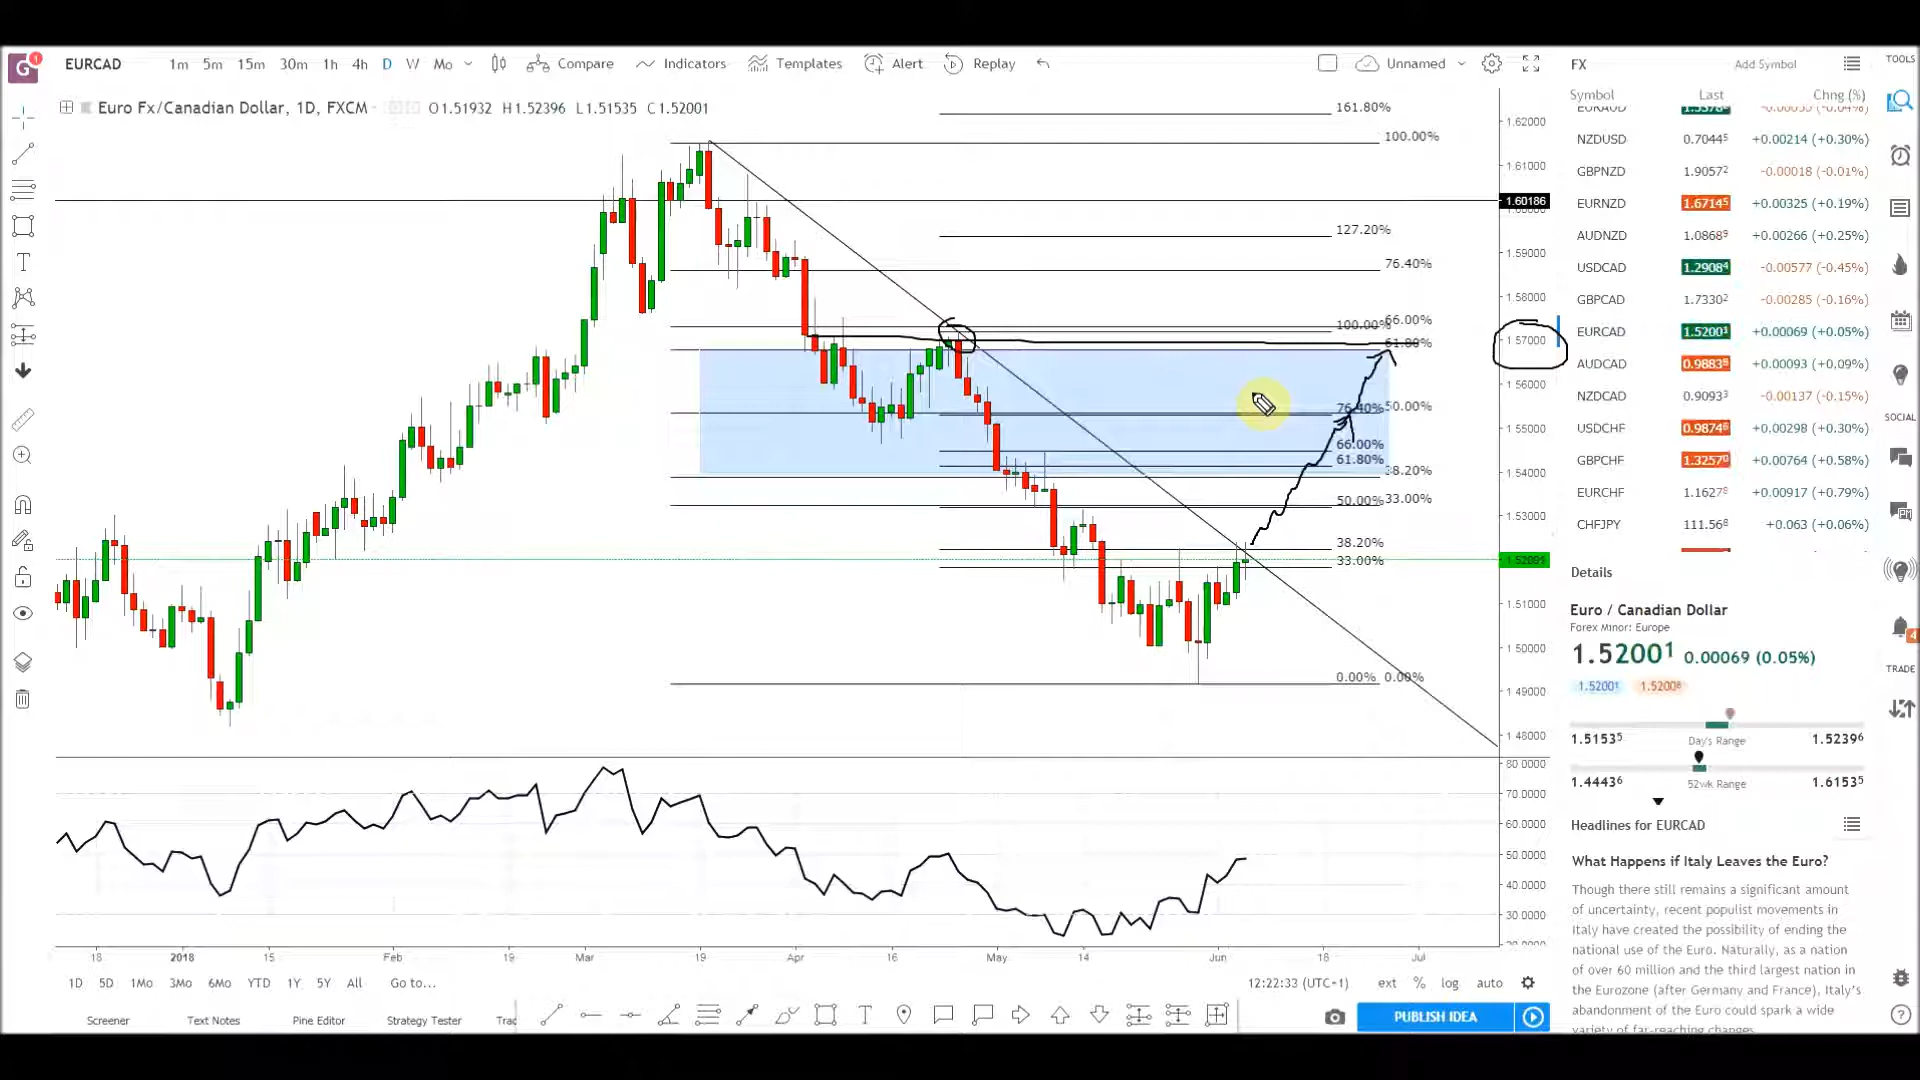 G 1 EURCAD 1m 5m 15m 30m 1h 4h D W Mo Compare Indicators Templates Alert Replay Unnamed
Euro Fx/Canadian Dollar, 1D, FXCM O1.51932 H1.52396 L1.51535 C1.52001
161.80%
100.00%
127.20%
76.40%
66.00%
100.00%
61.80%
76.40% 50.00%
66.00%
61.80%
38.20%
50.00% 33.00%
38.20%
33.00%
0.00% 0.00%
1.62000
1.61000
1.60186
1.60000
1.59000
1.58000
1.57000
1.56000
1.55000
1.54000
1.53000
1.52001
1.51000
1.50000
1.49000
1.48000
80.0000
70.0000
60.0000
50.0000
40.0000
30.0000
18 2018 15 Feb 19 Mar 19 Apr 16 May 14 Jun 18 Jul
1D 5D 1Mo 3Mo 6Mo YTD 1Y 5Y All Go to... 12:22:33 (UTC-1) ext % log auto
Screener Text Notes Pine Editor Strategy Tester PUBLISH IDEA
FX Add Symbol
Symbol Last Chng (%)
NZDUSD 0.70445 +0.00214 (+0.30%)
GBPNZD 1.90572 -0.00018 (-0.01%)
EURNZD 1.67145 +0.00325 (+0.19%)
AUDNZD 1.08689 +0.00266 (+0.25%)
USDCAD 1.29084 -0.00577 (-0.45%)
GBPCAD 1.73302 -0.00285 (-0.16%)
EURCAD 1.52001 +0.00069 (+0.05%)
AUDCAD +0.00093 (+0.09%)
NZDCAD 0.90933 -0.00137 (-0.15%)
USDCHF +0.00298 (+0.30%)
GBPCHF +0.00764 (+0.58%)
EURCHF +0.00917 (+0.79%)
CHFJPY +0.063 (+0.06%)
Details
Euro / Canadian Dollar
Forex Minor: Europe
1.52001 0.00069 (0.05%)
1.52001 1.52008
1.51535 Day's Range 1.52396
1.44436 52wk Range 1.61535
Headlines for EURCAD
What Happens if Italy Leaves the Euro?
Though there still remains a significant amount
of uncertainty, recent populist movements in
Italy have created the possibility of ending the
national use of the Euro. Naturally, as a nation
of over 60 million and the third largest nation in
the Eurozone (after Germany and France), Italy's
abandonment of the Euro could spark a wide
variety of far-reaching changes
TOOLS
SOCIAL
4
TRADE